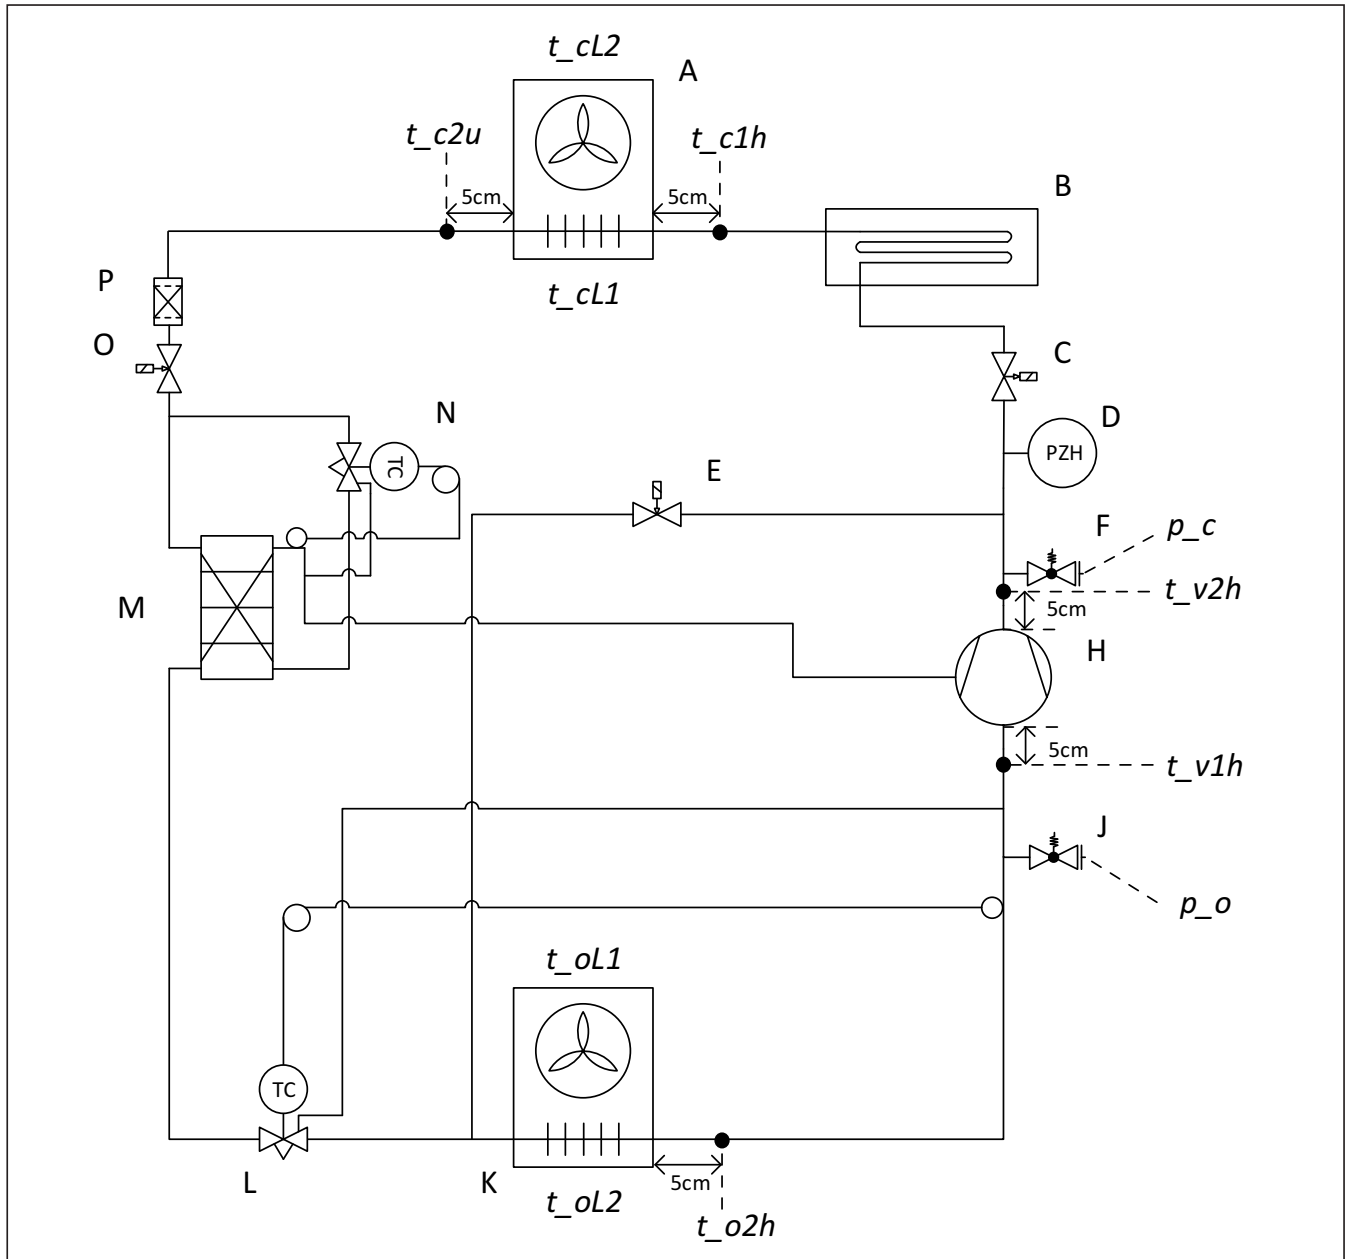 t_cL2
A
t_c2u
t_c1h
5cm
5cm
B
t_cL1
P
O
C
N
D
TC
PZH
E
F
p_c
t_v2h
5cm
M
H
5cm
t_v1h
J
p_o
t_oL1
TC
L
K
5cm
t_oL2
t_o2h